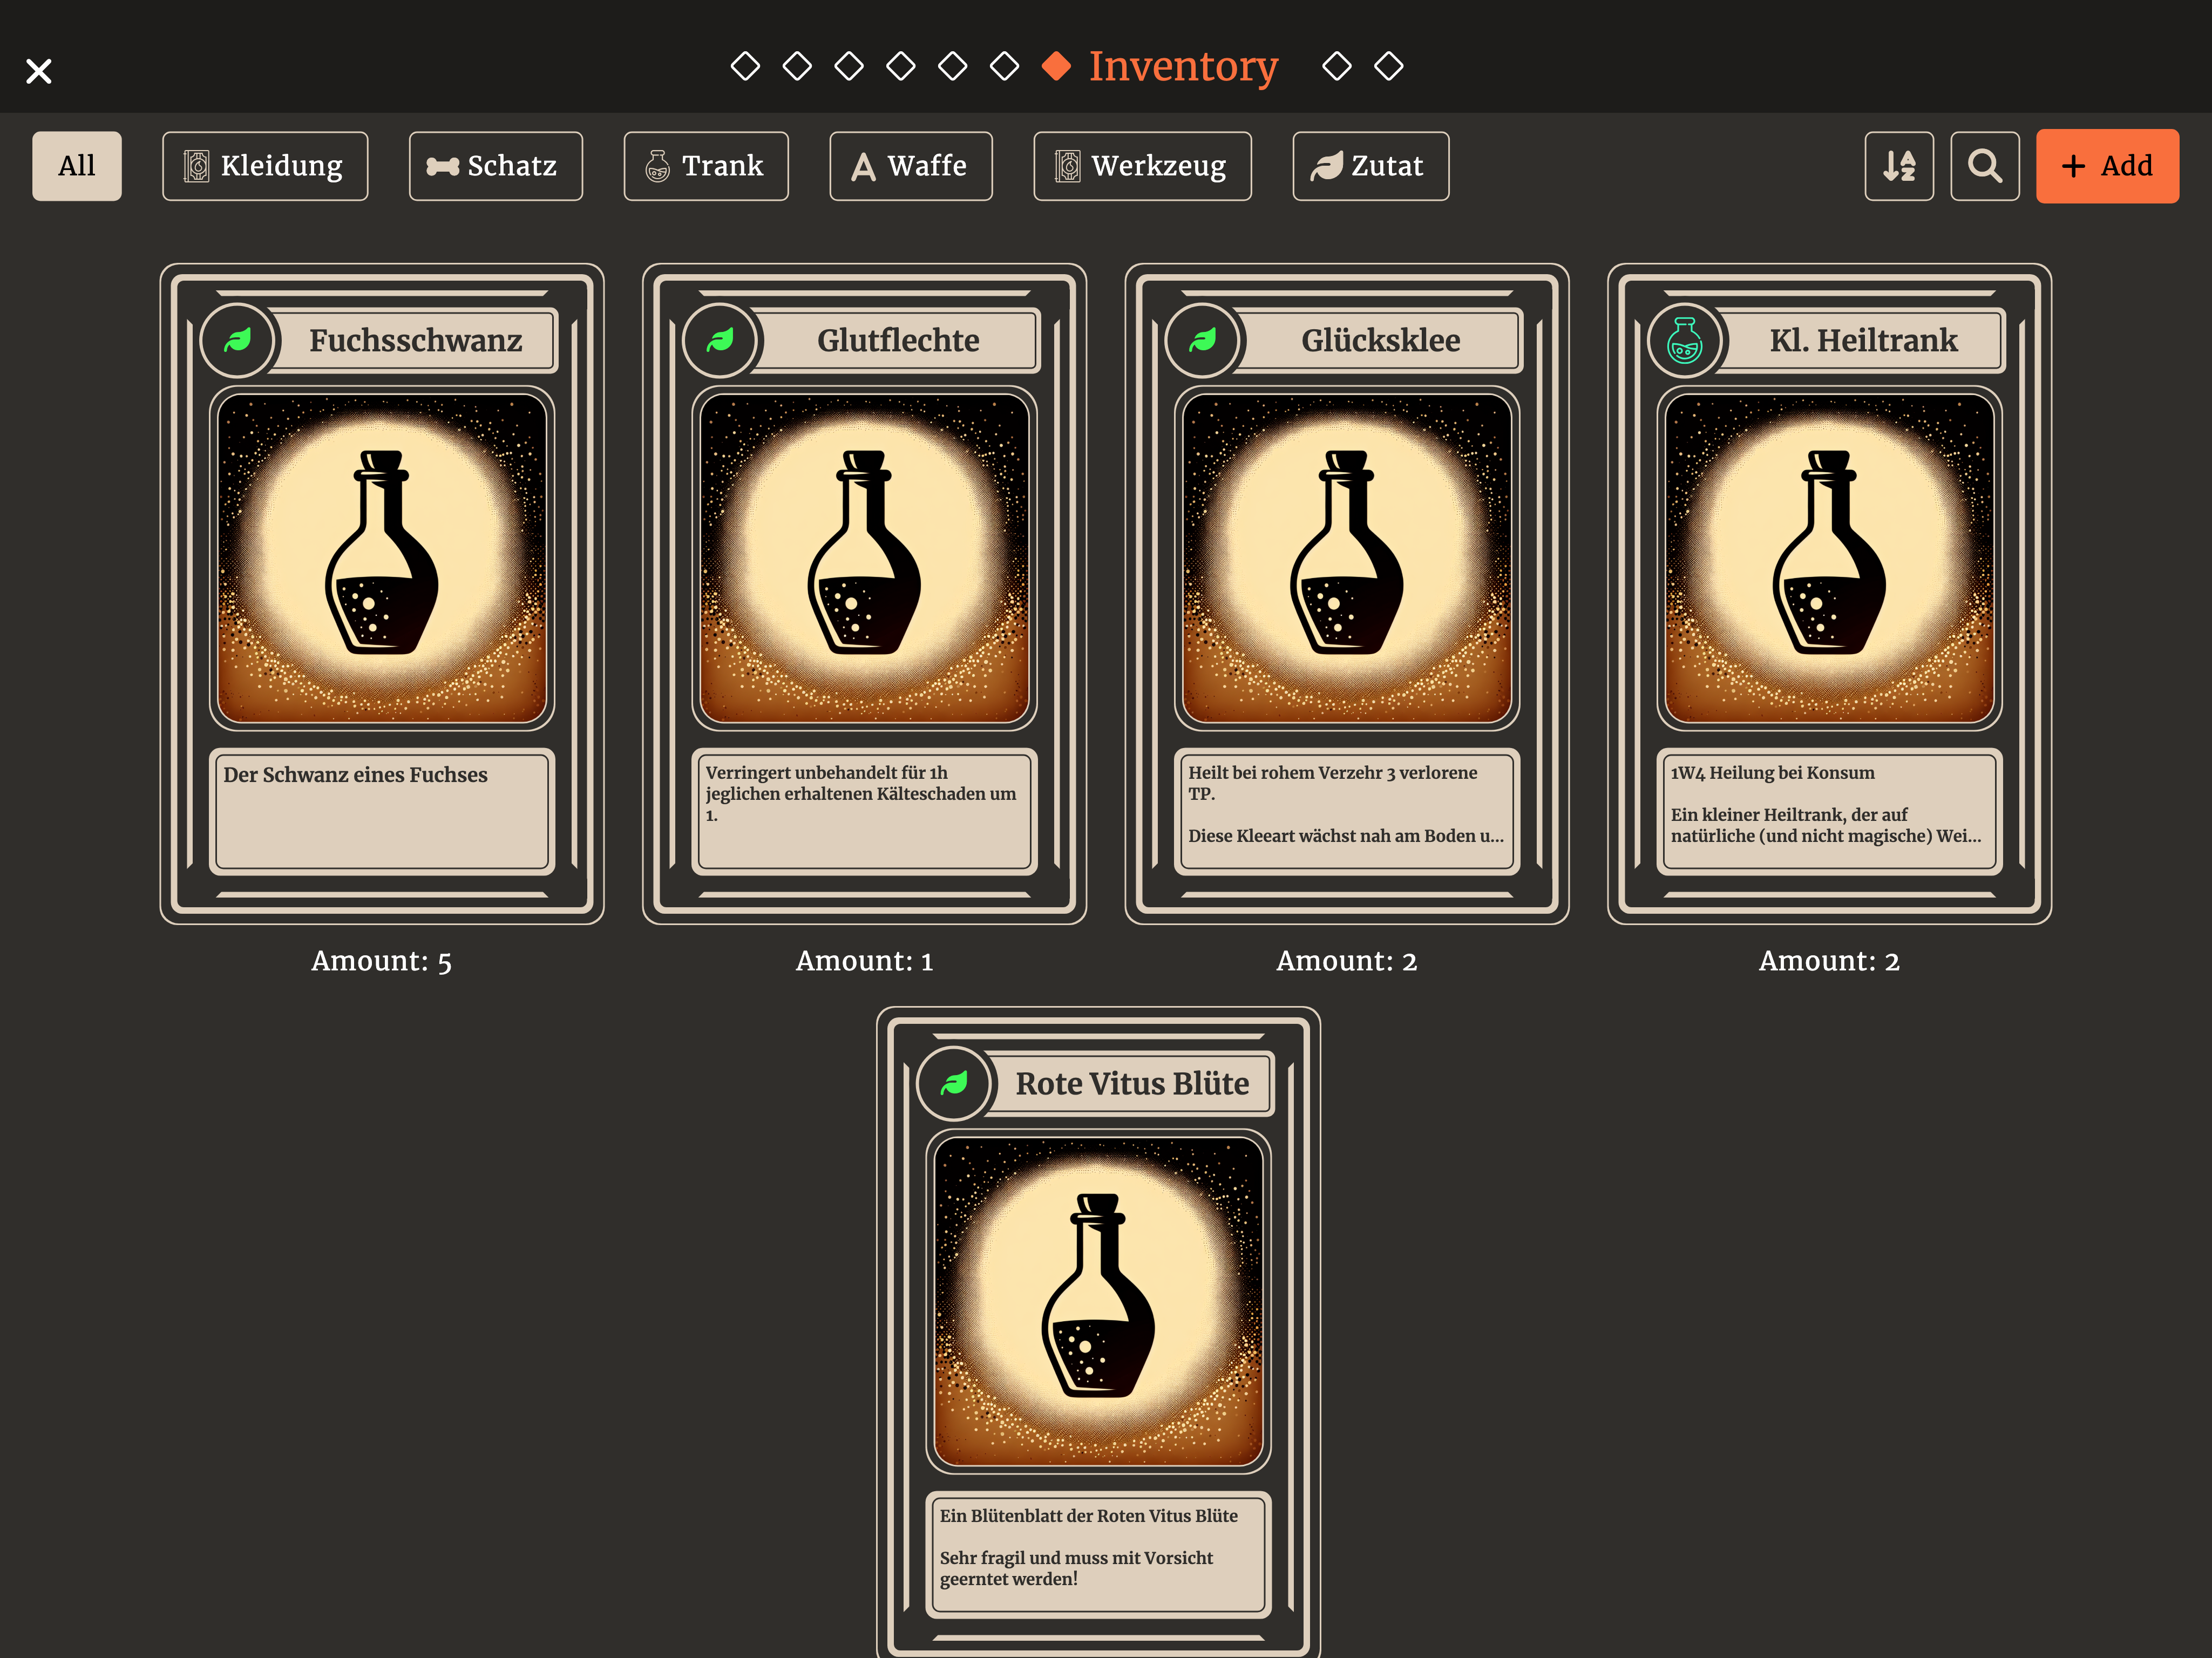 Inventory
All
Kleidung
Schatz
Trank
Waffe
Werkzeug
Zutat
A
Z
+ Add
Fuchsschwanz
Der Schwanz eines Fuchses
Amount: 5
Glutflechte
Verringert unbehandelt für 1h
jeglichen erhaltenen Kälteschaden um
1.
Amount: 1
Glücksklee
Heilt bei rohem Verzehr 3 verlorene
TP.
Diese Kleeart wächst nah am Boden u...
Amount: 2
Kl. Heiltrank
1W4 Heilung bei Konsum
Ein kleiner Heiltrank, der auf
natürliche (und nicht magische) Wei...
Amount: 2
Rote Vitus Blüte
Ein Blütenblatt der Roten Vitus Blüte
Sehr fragil und muss mit Vorsicht
geerntet werden!